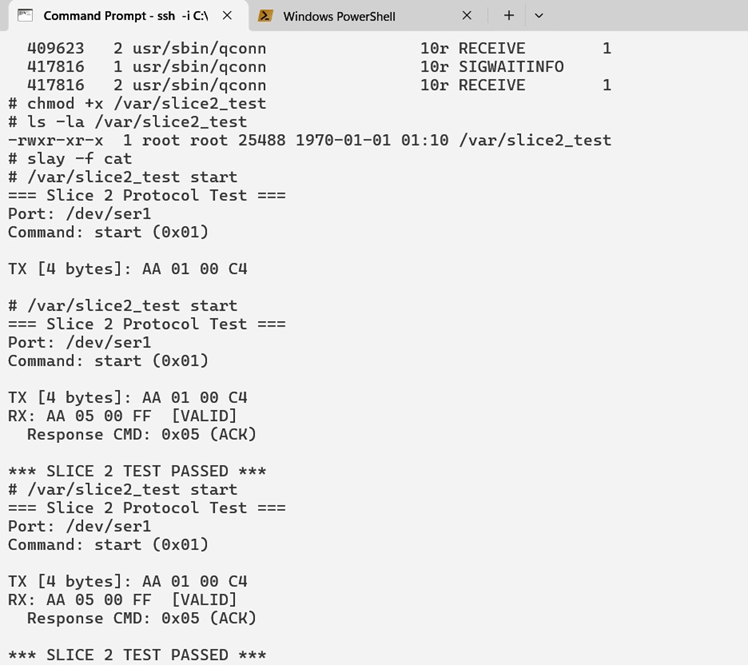 Command Prompt - ssh -i C:\
Windows PowerShell
409623 2 usr/sbin/qconn 10r RECEIVE 1
417816 1 usr/sbin/qconn 10r SIGWAITINFO
417816 2 usr/sbin/qconn 10r RECEIVE 1
# chmod +x /var/slice2_test
# ls -la /var/slice2_test
-rwxr-xr-x 1 root root 25488 1970-01-01 01:10 /var/slice2_test
# slay -f cat
# /var/slice2_test start
=== Slice 2 Protocol Test ===
Port: /dev/ser1
Command: start (0x01)
TX [4 bytes]: AA 01 00 C4
# /var/slice2_test start
=== Slice 2 Protocol Test ===
Port: /dev/ser1
Command: start (0x01)
TX [4 bytes]: AA 01 00 C4
RX: AA 05 00 FF [VALID]
Response CMD: 0x05 (ACK)
*** SLICE 2 TEST PASSED ***
# /var/slice2_test start
=== Slice 2 Protocol Test ===
Port: /dev/ser1
Command: start (0x01)
TX [4 bytes]: AA 01 00 C4
RX: AA 05 00 FF [VALID]
Response CMD: 0x05 (ACK)
*** SLICE 2 TEST PASSED ***